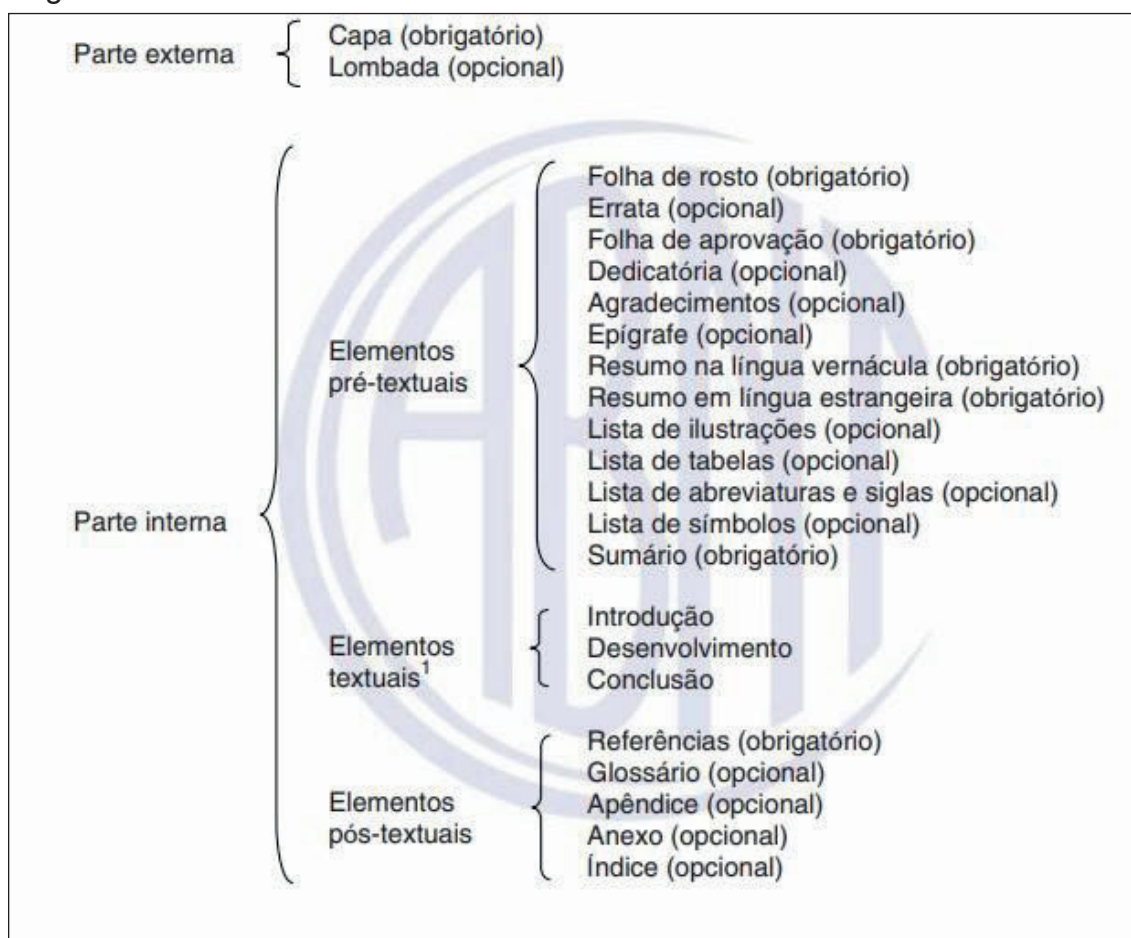 Parte externa
Capa (obrigatório)
Lombada (opcional)
Parte interna
Elementos
pré-textuais
Folha de rosto (obrigatório)
Errata (opcional)
Folha de aprovação (obrigatório)
Dedicatória (opcional)
Agradecimentos (opcional)
Epígrafe (opcional)
Resumo na língua vernácula (obrigatório)
Resumo em língua estrangeira (obrigatório)
Lista de ilustrações (opcional)
Lista de tabelas (opcional)
Lista de abreviaturas e siglas (opcional)
Lista de símbolos (opcional)
Sumário (obrigatório)
Elementos
textuais¹
Introdução
Desenvolvimento
Conclusão
Elementos
pós-textuais
Referências (obrigatório)
Glossário (opcional)
Apêndice (opcional)
Anexo (opcional)
Índice (opcional)
ABNT